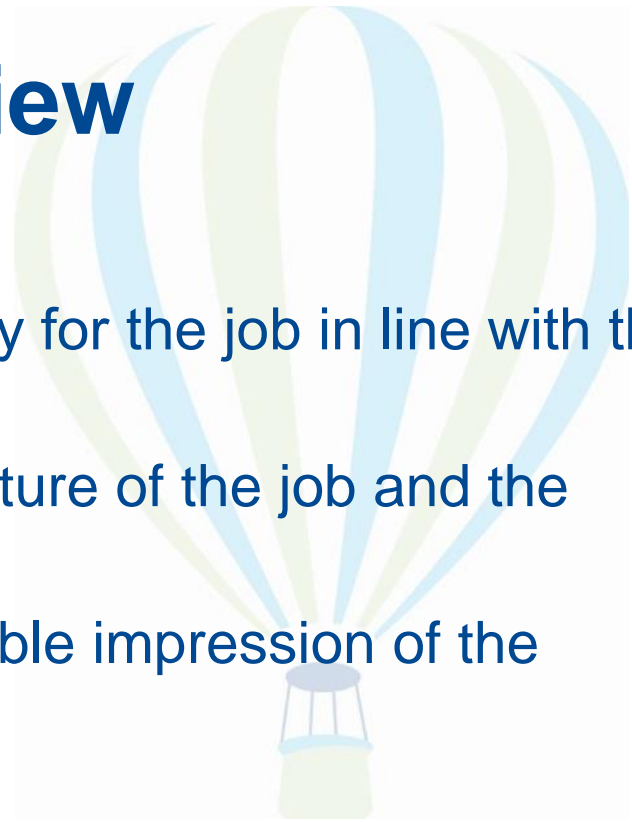 iew
y for the job in line with th
ture of the job and the
ble impression of the